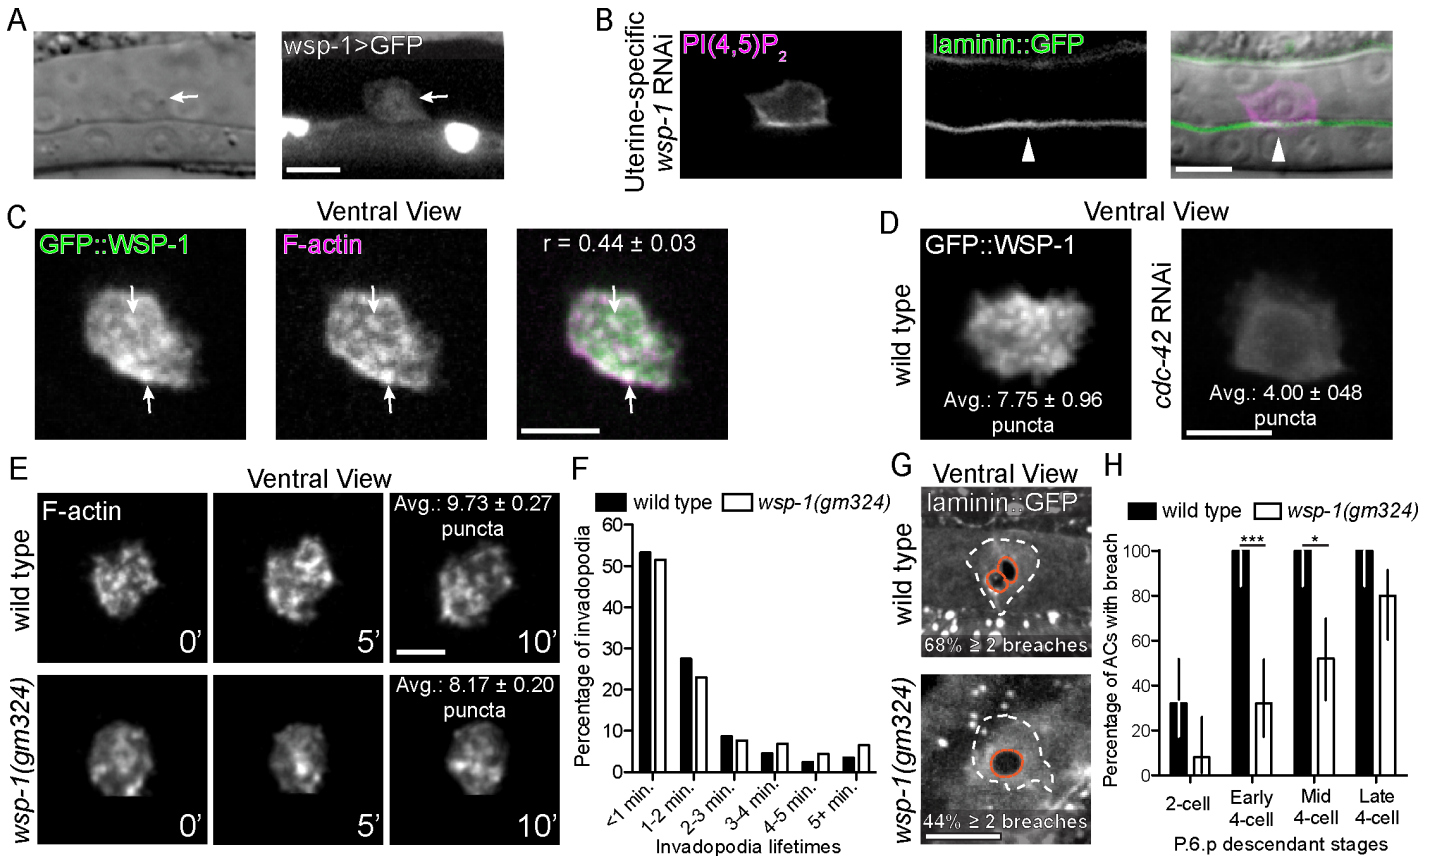 A
wsp-1>GFP
B
Uterine-specific
wsp-1 RNAi
PI(4,5)P2
laminin::GFP
C
Ventral View
GFP::WSP-1
F-actin
r = 0.44 ± 0.03
D
Ventral View
wild type
GFP::WSP-1
Avg.: 7.75 ± 0.96
puncta
cdc-42 RNAi
Avg.: 4.00 ± 048
puncta
E
Ventral View
wild type
F-actin
0'
5'
Avg.: 9.73 ± 0.27
puncta
10'
wsp-1(gm324)
0'
5'
Avg.: 8.17 ± 0.20
puncta
10'
F
wild type
wsp-1(gm324)
Percentage of invadopodia
60
50
40
30
20
10
0
<1 min.
1-2 min.
2-3 min.
3-4 min.
4-5 min.
5+ min.
Invadopodia lifetimes
G
Ventral View
wild type
laminin::GFP
68% ≥ 2 breaches
wsp-1(gm324)
44% ≥ 2 breaches
H
wild type
wsp-1(gm324)
Percentage of ACs with breach
100
80
60
40
20
0
***
*
2-cell
Early
4-cell
Mid
4-cell
Late
4-cell
P.6.p descendant stages